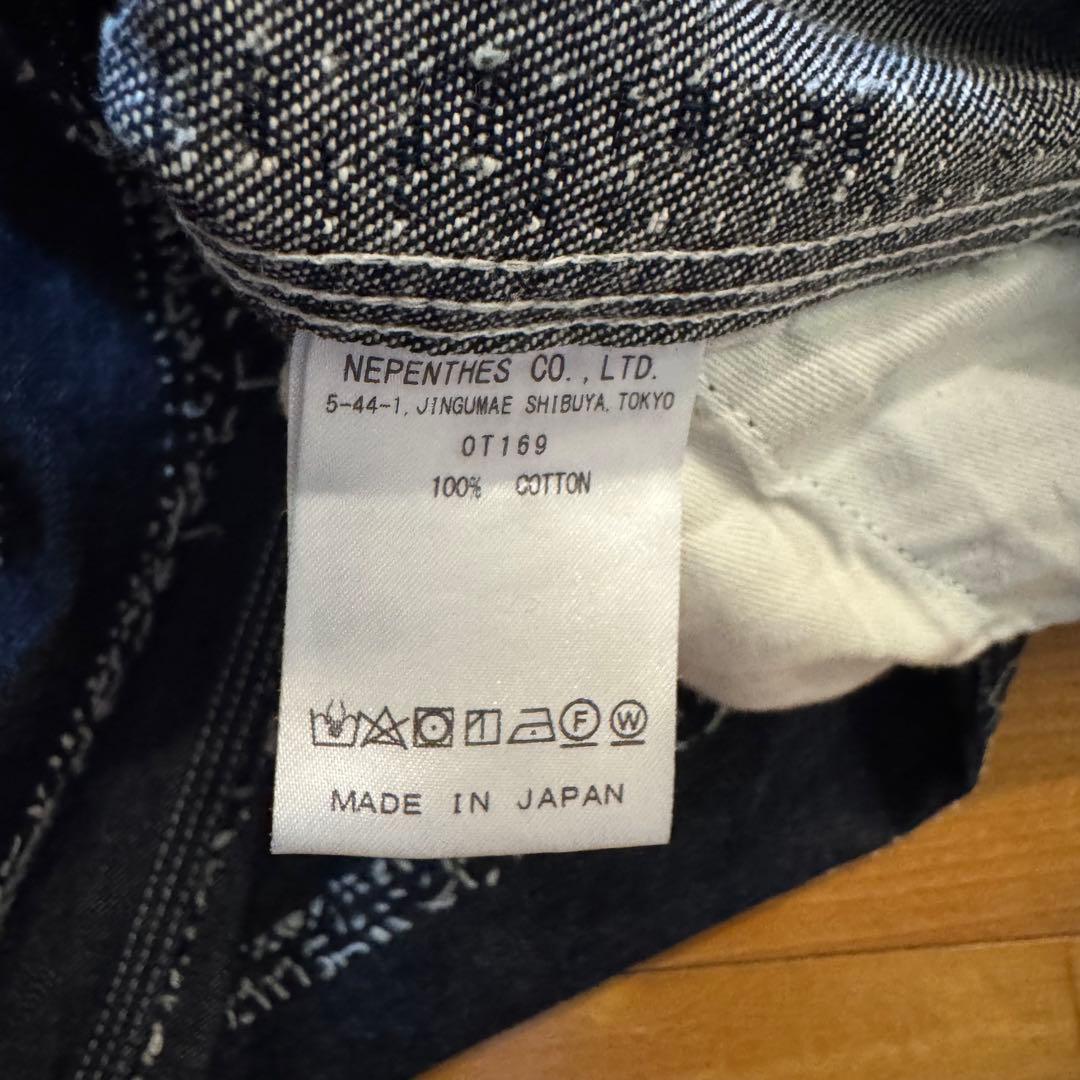 NEPENTHES CO., LTD.
5-44-1, JINGUMAE SHIBUYA, TOKYO
OT169
100% COTTON
F W
MADE IN JAPAN